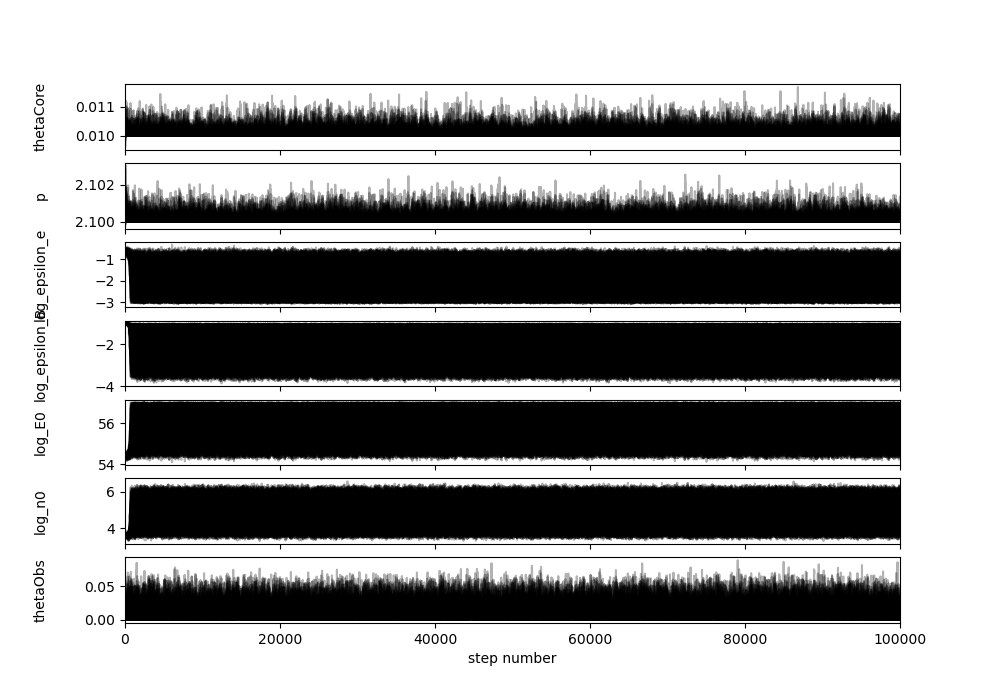 thetaCore
0.011
0.010
p
2.102
2.100
log_epsilon_e
−1
−2
−3
log_epsilon_B
−2
−4
log_E0
56
54
log_n0
6
4
thetaObs
0.05
0.00
0 20000 40000 60000 80000 100000
step number